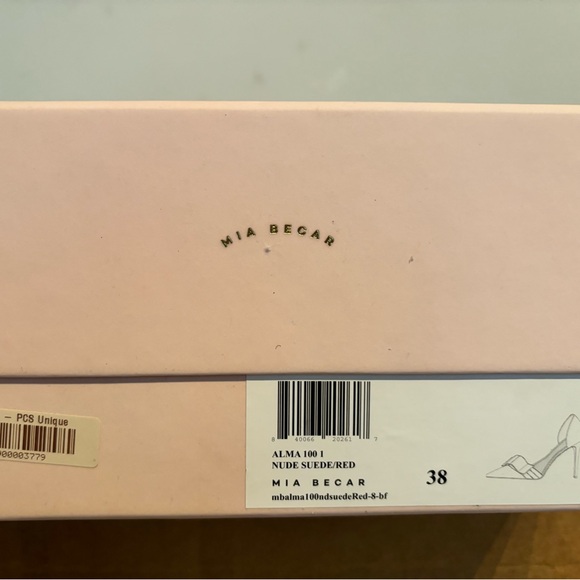 MIA BECAR
– PCS Unique
000003779
8 40066 20261 7
ALMA 100 1
NUDE SUEDE/RED
MIA BECAR
38
mbalma100ndsuedeRed-8-bf